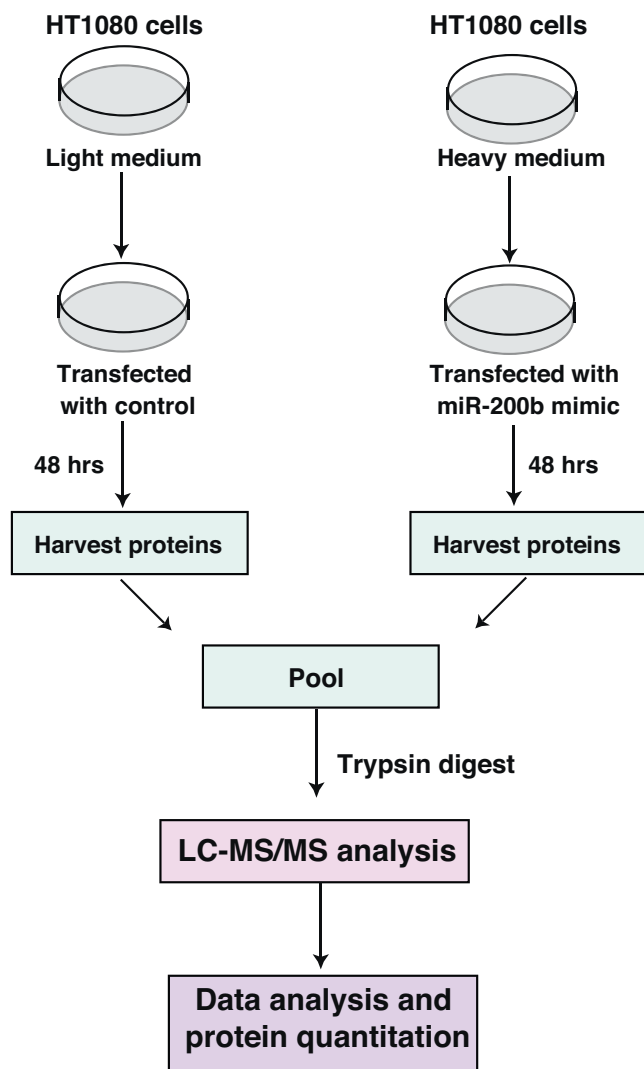 HT1080 cells
HT1080 cells
Light medium
Heavy medium
Transfected
with control
Transfected with
miR-200b mimic
48 hrs
48 hrs
Harvest proteins
Harvest proteins
Pool
Trypsin digest
LC-MS/MS analysis
Data analysis and
protein quantitation